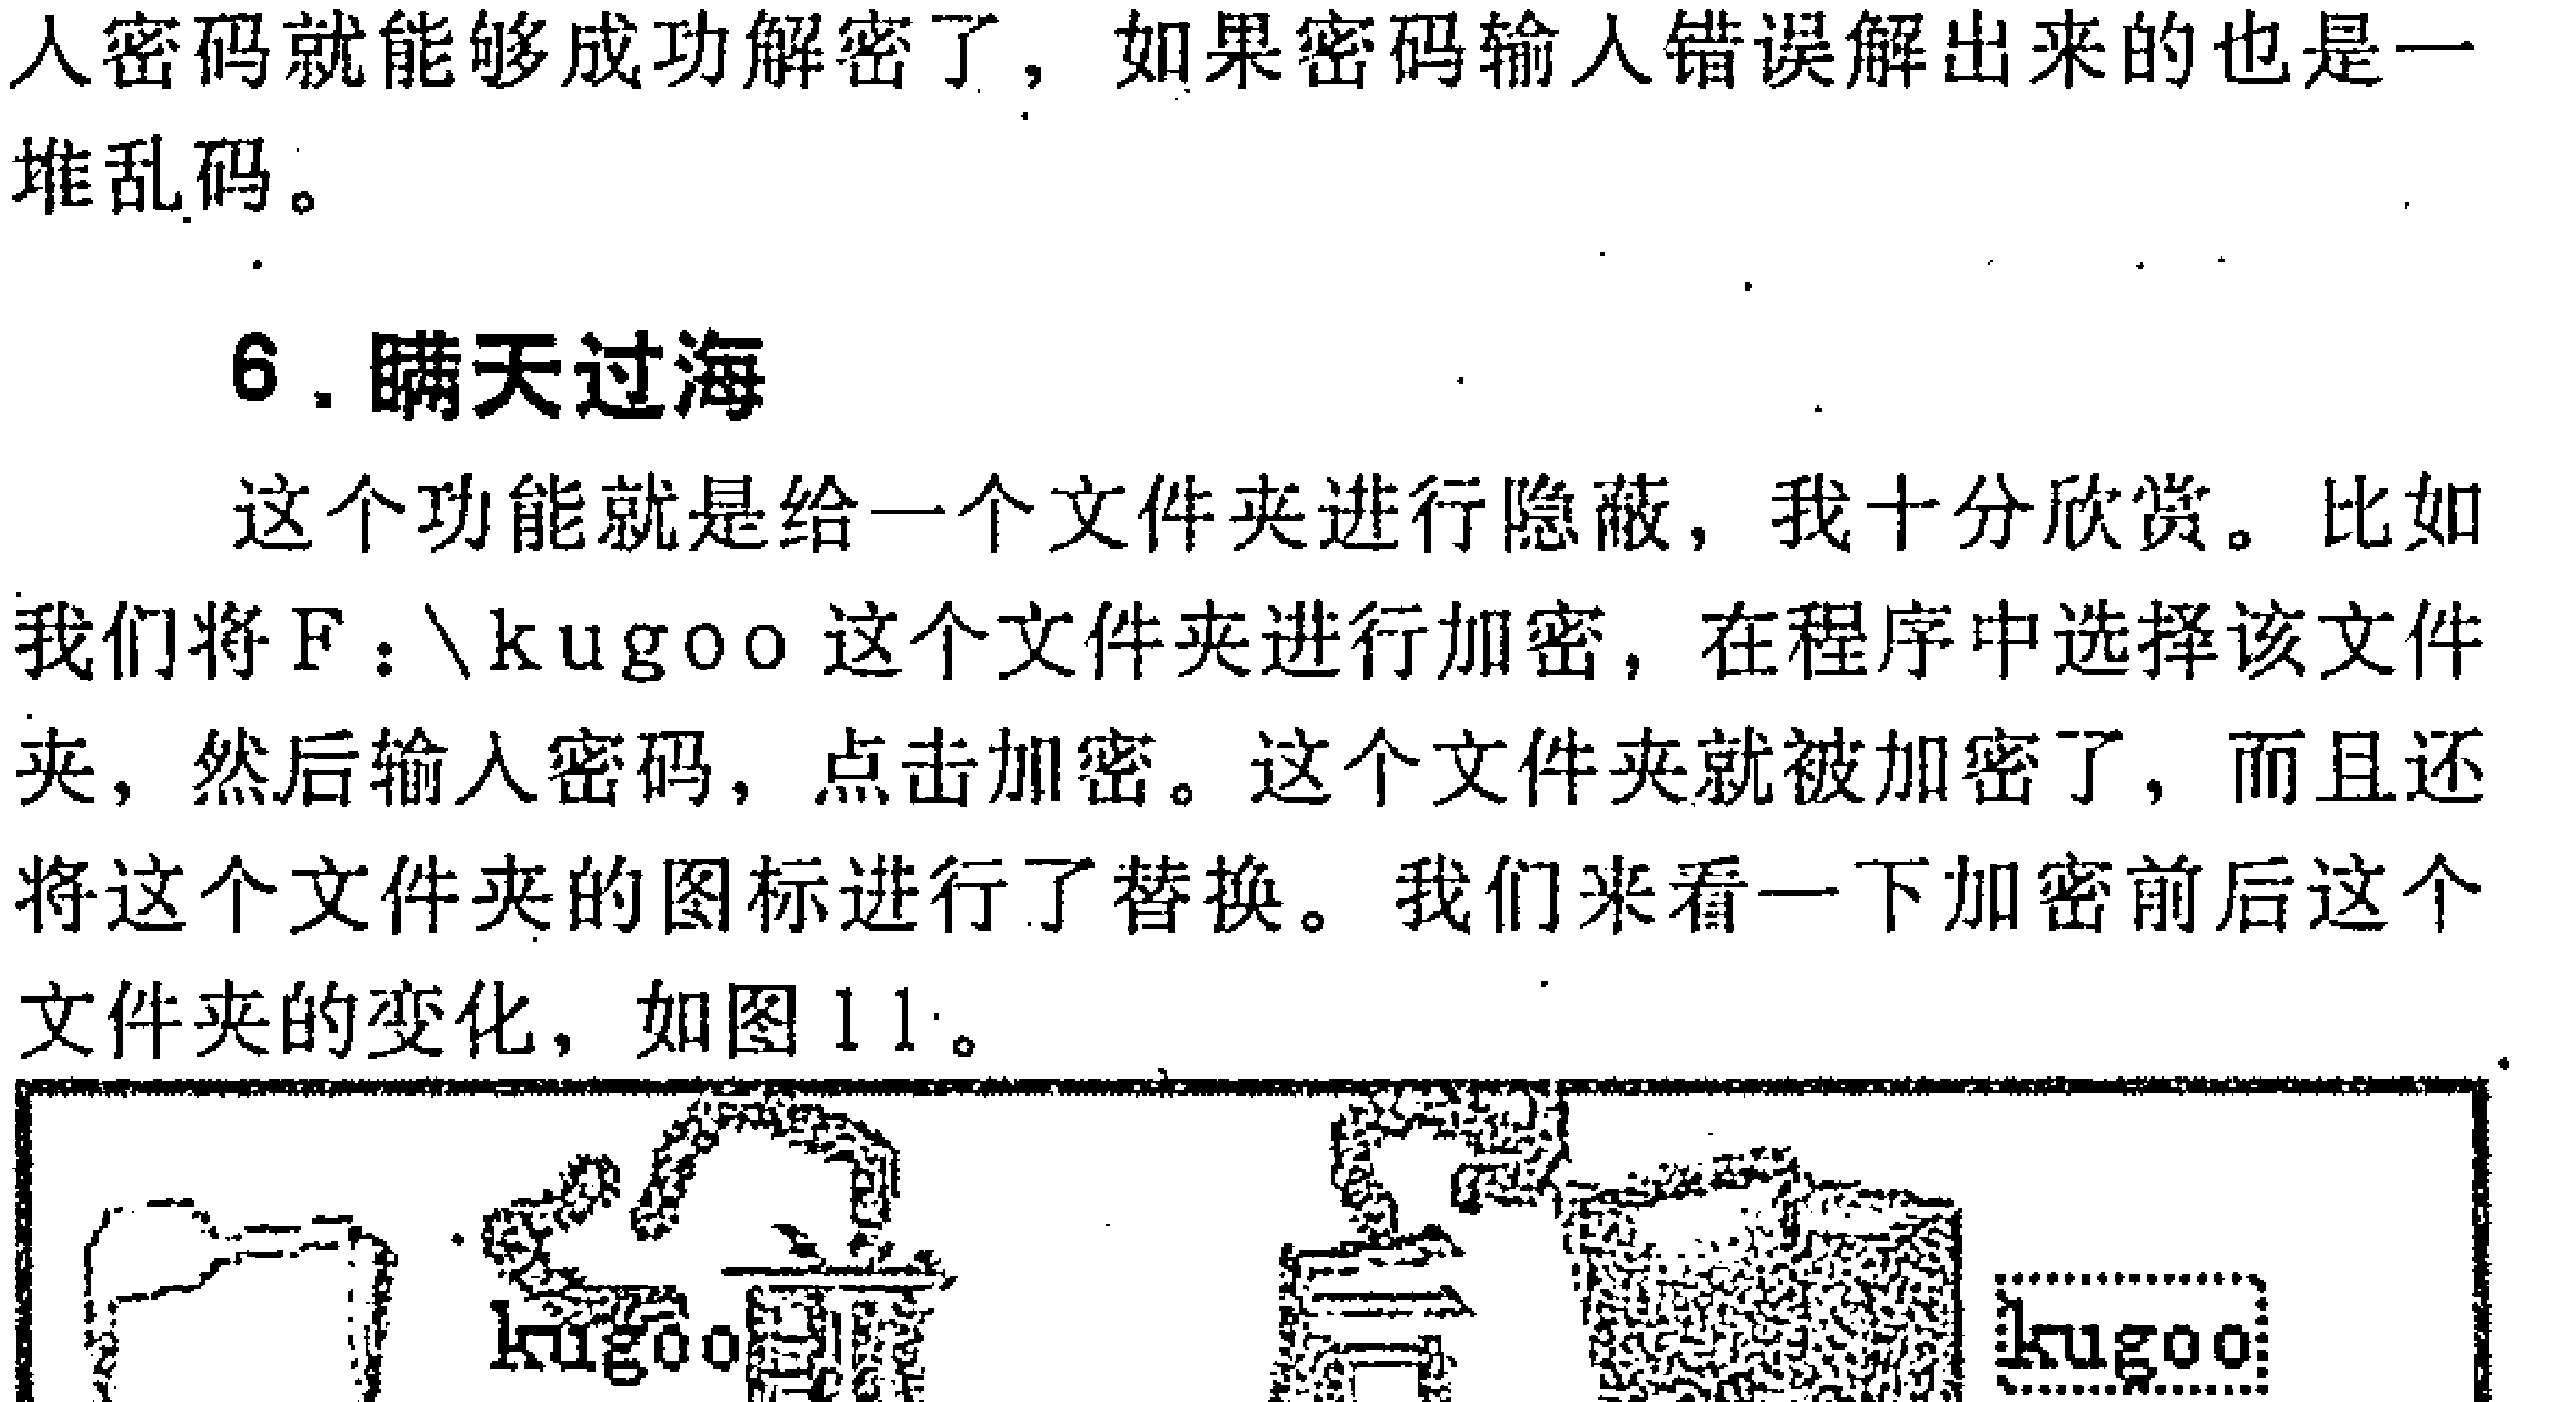 入密码就能够成功解密了，如果密码输入错误解出来的也是一
堆乱码。
6．瞒天过海
这个功能就是给一个文件夹进行隐蔽，我十分欣赏。比如
我们将F:\kugoo这个文件夹进行加密，在程序中选择该文件
夹，然后输入密码，点击加密。这个文件夹就被加密了，而且还
将这个文件夹的图标进行了替换。我们来看一下加密前后这个
文件夹的变化，如图11。
kugoo
kugoo